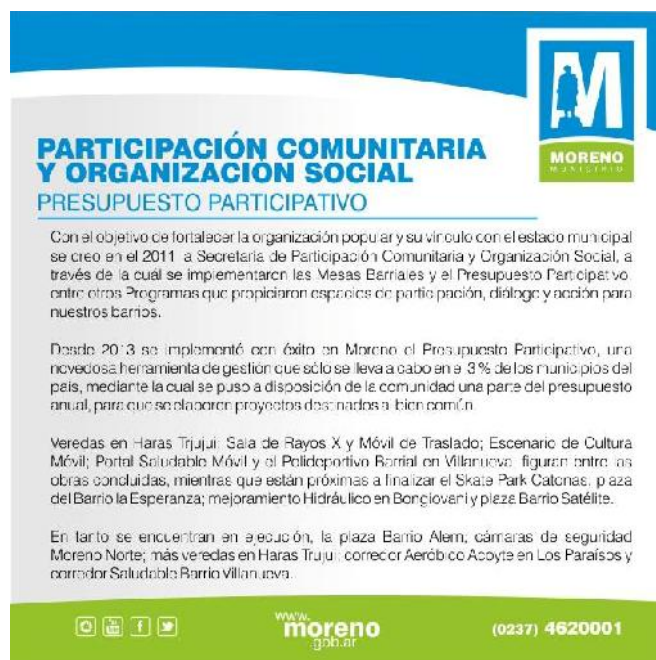 M
MORENO
MUNICIPIO
PARTICIPACIÓN COMUNITARIA
Y ORGANIZACIÓN SOCIAL
PRESUPUESTO PARTICIPATIVO
Con el objetivo de fortalecer la organización popular y su vinculo con el estado municipal
se creo en el 2011 a Secretaria de Participación Comunitaria y Organización Social, a
través de la cuál se implementaron las Mesas Barriales y el Presupuesto Participativo,
entre otros Programas que propiciaron espacios de participación, diálogo y acción para
nuestros barrios.
Desde 2013 se implementó con éxito en Moreno el Presupuesto Participativo, una
novedosa herramienta de gestión que sólo se lleva a cabo en el 3 % de los municipios del
país, mediante la cual se puso a disposición de la comunidad una parte del presupuesto
anual, para que se elaboren proyectos destinados al bien común.
Veredas en Haras Trjujui; Sala de Rayos X y Móvil de Traslado; Escenario de Cultura
Móvil; Portal Saludable Móvil y el Polideportivo Barrial en Villanueva, figuran entre las
obras concluidas, mientras que están próximas a finalizar el Skate Park Catonas, plaza
del Barrio la Esperanza; mejoramiento Hidráulico en Bongiovani y plaza Barrio Satélite.
En tanto se encuentran en ejecución, la plaza Barrio Alem; cámaras de seguridad
Moreno Norte; más veredas en Haras Trujui; corredor Aeróbico Acoyte en Los Paraísos y
corredor Saludable Barrio Villanueva.
www.
moreno
.gob.ar
(0237) 4620001